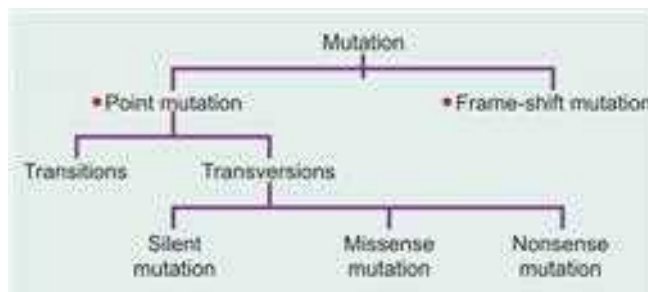 Mutation
• Point mutation
• Frame-shift mutation
Transitions
Transversions
Silent
mutation
Missense
mutation
Nonsense
mutation